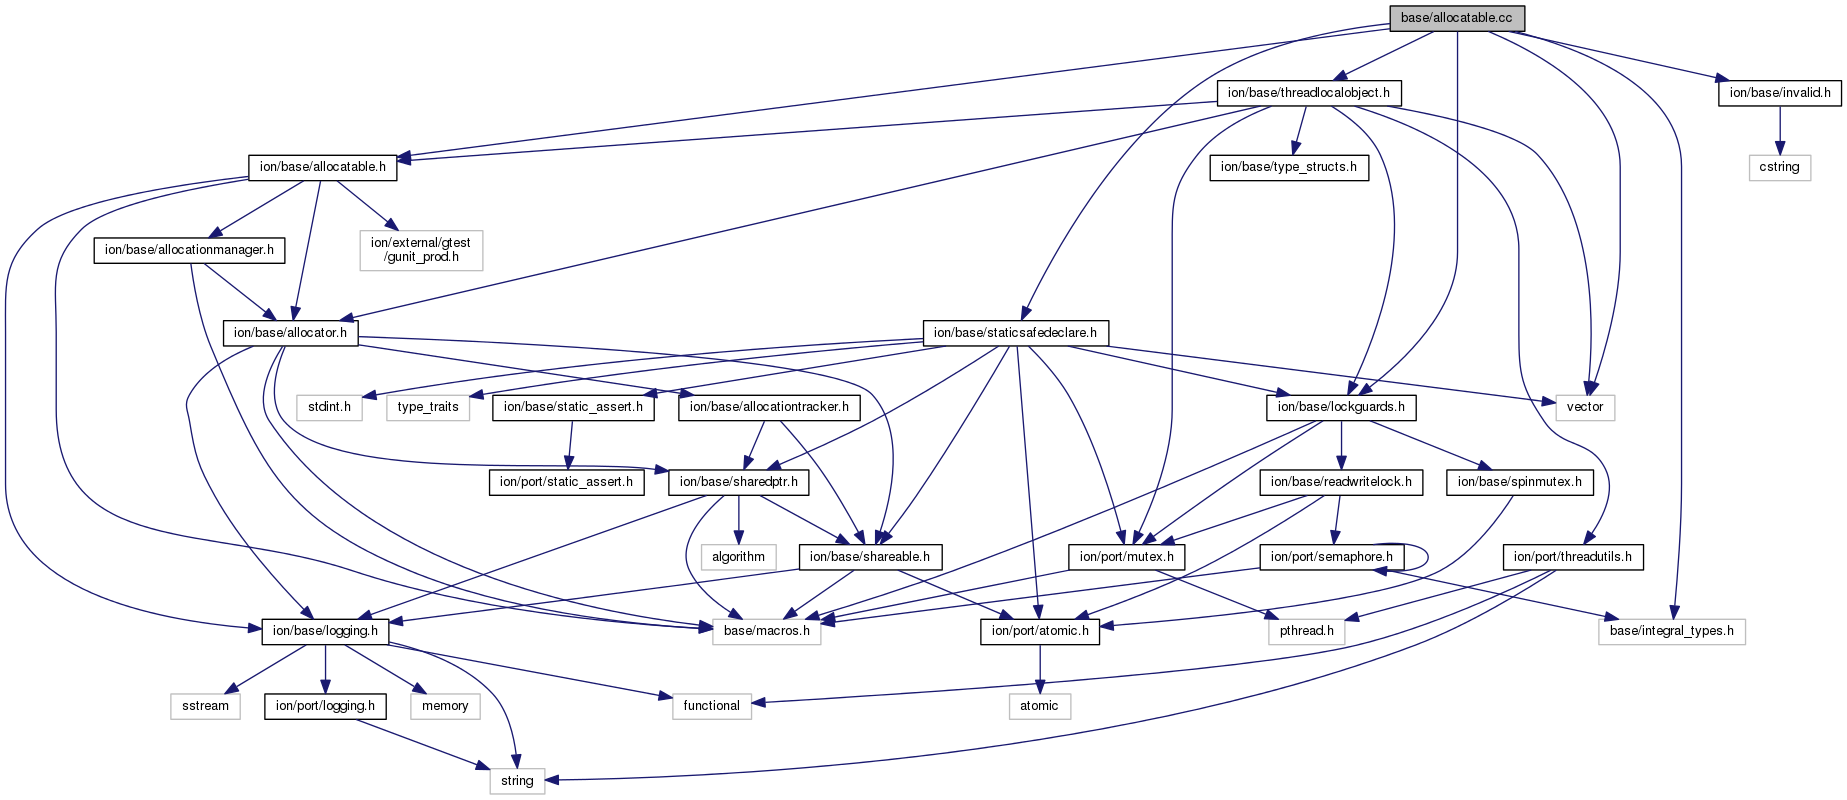 base/allocatable.cc
ion/base/threadlocalobject.h
ion/base/invalid.h
ion/base/allocatable.h
ion/base/type_structs.h
cstring
ion/base/allocationmanager.h
ion/external/gtest
/gunit_prod.h
ion/base/allocator.h
ion/base/staticsafedeclare.h
stdint.h
type_traits
ion/base/static_assert.h
ion/base/allocationtracker.h
ion/base/lockguards.h
vector
ion/port/static_assert.h
ion/base/sharedptr.h
ion/base/readwritelock.h
ion/base/spinmutex.h
algorithm
ion/base/shareable.h
ion/port/mutex.h
ion/port/semaphore.h
ion/port/threadutils.h
ion/base/logging.h
base/macros.h
ion/port/atomic.h
pthread.h
base/integral_types.h
sstream
ion/port/logging.h
memory
functional
atomic
string